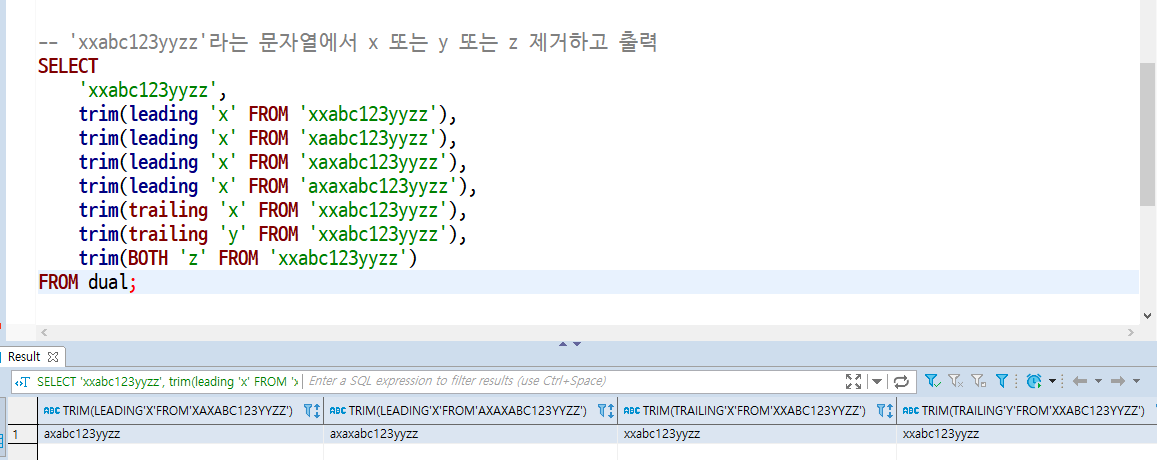 -- 'xxabc123yyzz'라는 문자열에서 x 또는 y 또는 z 제거하고 출력
SELECT
'xxabc123yyzz',
trim(leading 'x' FROM 'xxabc123yyzz'),
trim(leading 'x' FROM 'xaabc123yyzz'),
trim(leading 'x' FROM 'xaxabc123yyzz'),
trim(leading 'x' FROM 'axaxabc123yyzz'),
trim(trailing 'x' FROM 'xxabc123yyzz'),
trim(trailing 'y' FROM 'xxabc123yyzz'),
trim(BOTH 'z' FROM 'xxabc123yyzz')
FROM dual;
Result
SELECT 'xxabc123yyzz', trim(leading 'x' FROM 'x Enter a SQL expression to filter results (use Ctrl+Space)
ABC TRIM(LEADING'X'FROM'XAXABC123YYZZ') ABC TRIM(LEADING'X'FROM'AXAXABC123YYZZ') ABC TRIM(TRAILING'X'FROM'XXABC123YYZZ') ABC TRIM(TRAILING'Y'FROM'XXABC123YYZZ')
1 axabc123yyzz axaxabc123yyzz xxabc123yyzz xxabc123yyzz